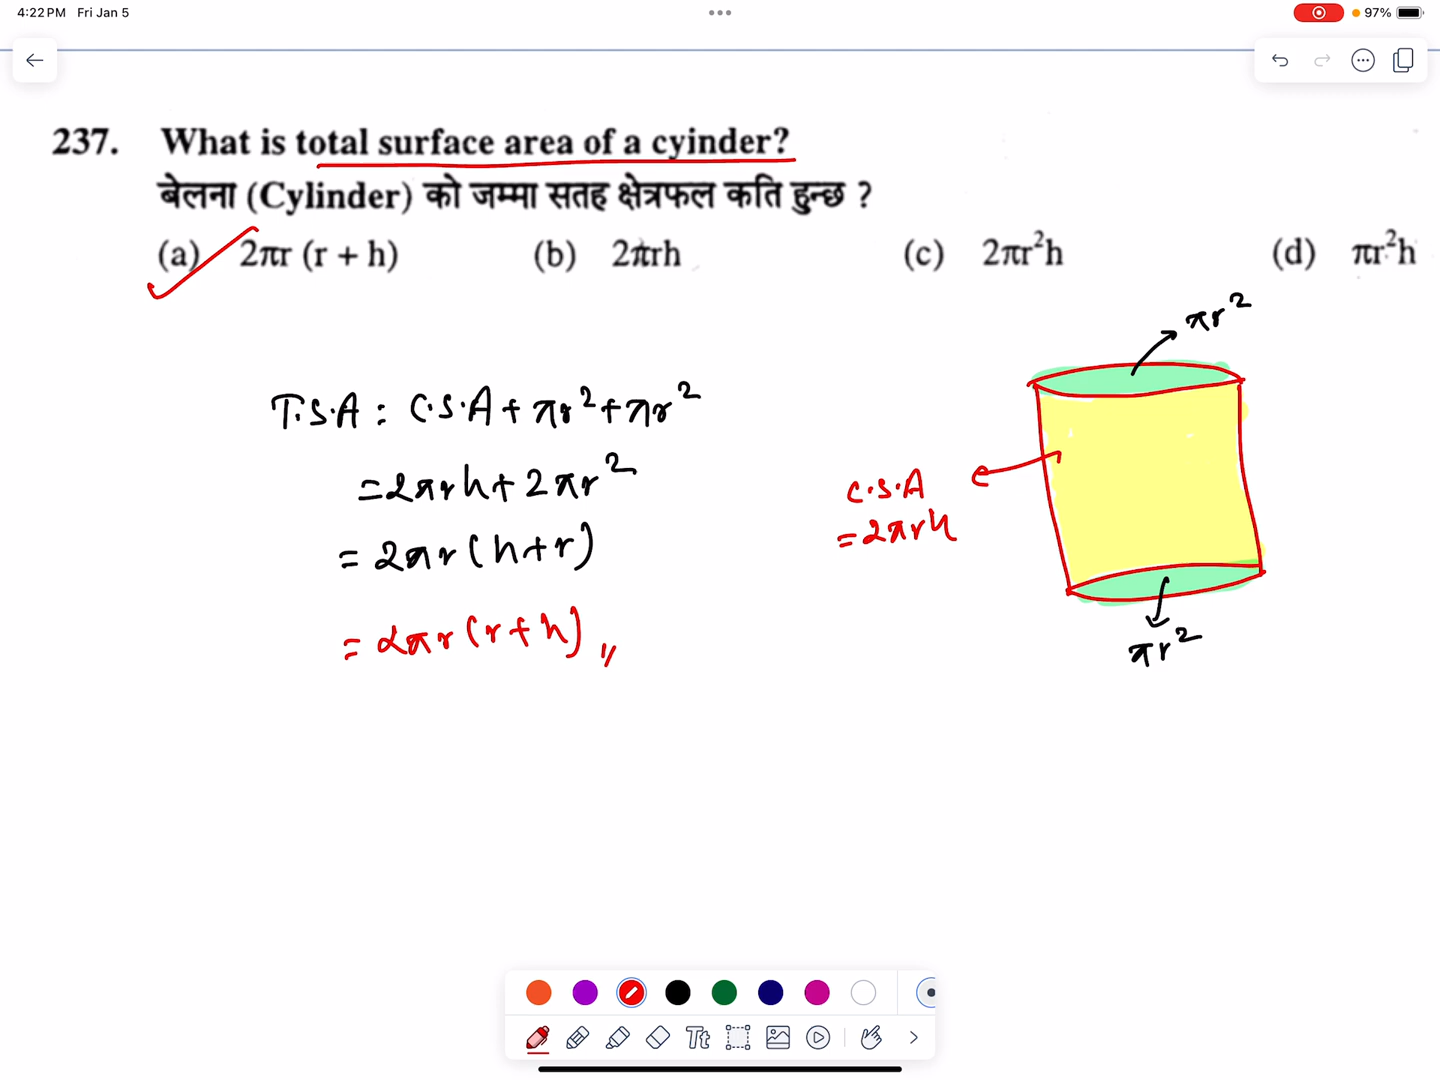 4:22 PM Fri Jan 5
97%
237. What is total surface area of a cyinder?
बेलना (Cylinder) को जम्मा सतह क्षेत्रफल कति हुन्छ ?
(a) 2πr (r + h) (b) 2πrh (c) 2πr²h (d) πr²h
πr²
T.S.A = C.S.A + πr² + πr²
= 2πrh + 2πr²
= 2πr(h+r)
= 2πr(r+h) ,,
C.S.A
= 2πrh
πr²
Tt